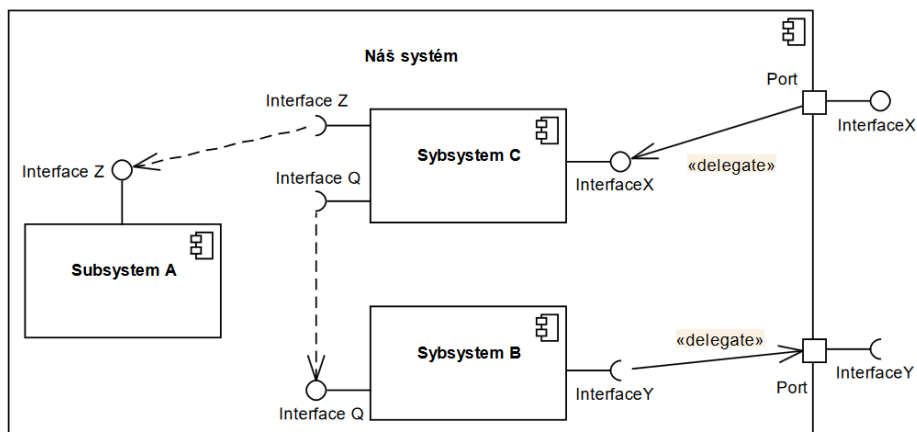 Náš systém
Port
InterfaceX
Interface Z
Sybsystem C
Interface Z
«delegate»
Interface Q
InterfaceX
Subsystem A
«delegate»
Sybsystem B
InterfaceY
InterfaceY
Port
Interface Q